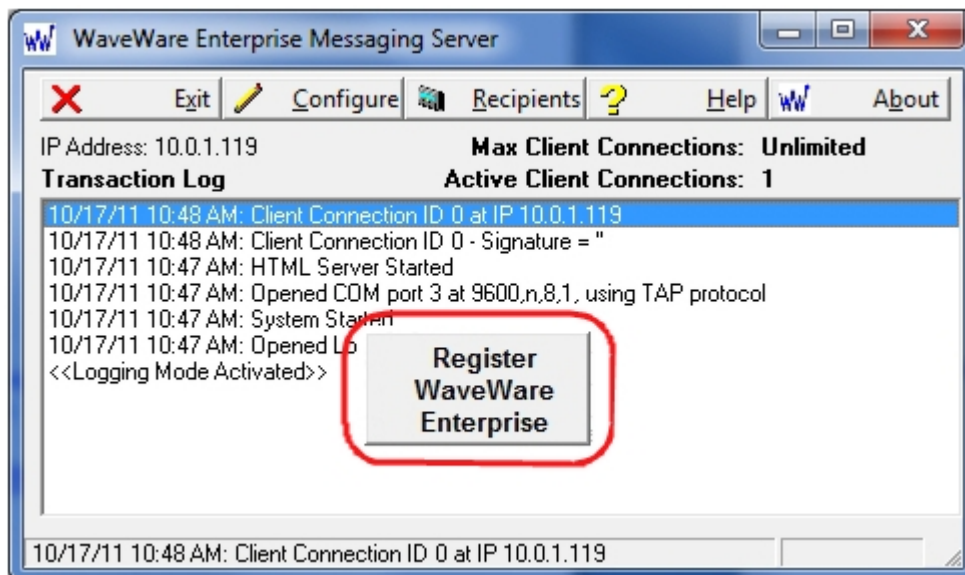 WaveWare Enterprise Messaging Server
Exit Configure Recipients Help About
IP Address: 10.0.1.119 Max Client Connections: Unlimited
Transaction Log Active Client Connections: 1
10/17/11 10:48 AM: Client Connection ID 0 at IP 10.0.1.119
10/17/11 10:48 AM: Client Connection ID 0 - Signature = ''
10/17/11 10:47 AM: HTML Server Started
10/17/11 10:47 AM: Opened COM port 3 at 9600,n,8,1, using TAP protocol
10/17/11 10:47 AM: System Started
10/17/11 10:47 AM: Opened Lo
<<Logging Mode Activated>>
Register
WaveWare
Enterprise
10/17/11 10:48 AM: Client Connection ID 0 at IP 10.0.1.119